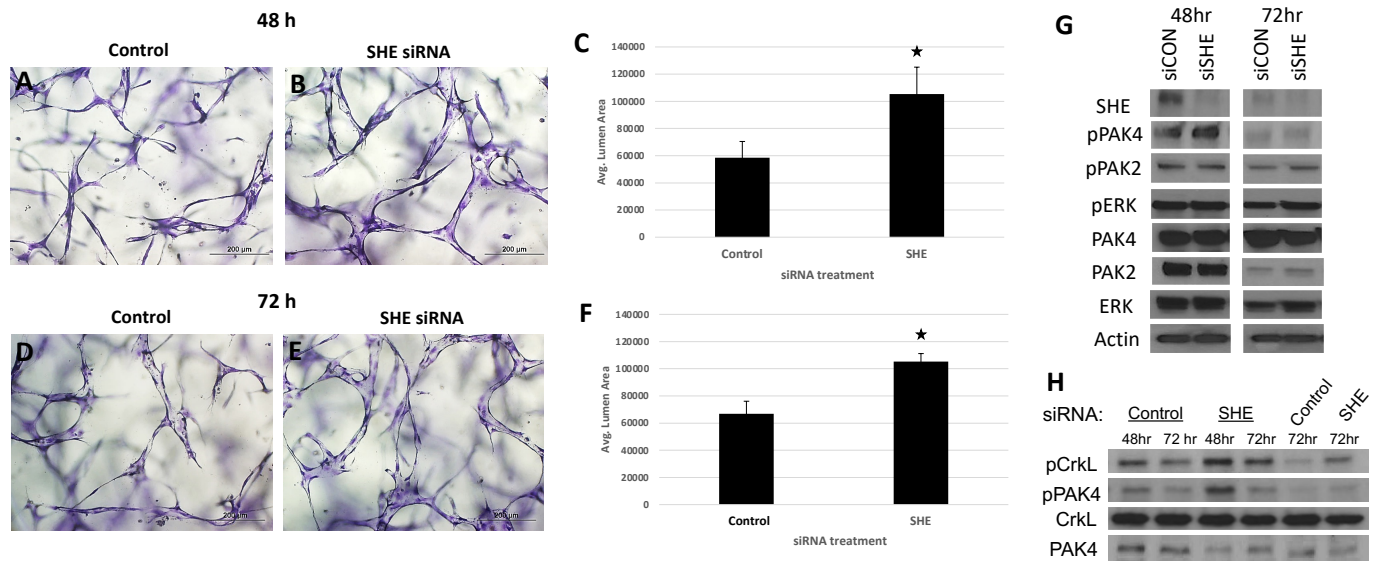 48 h
Control
SHE siRNA
A
200 µm
B
200 µm
C
Avg. Lumen Area
140000
120000
100000
80000
60000
40000
20000
0
★
Control
SHE
siRNA treatment
72 h
Control
SHE siRNA
D
200 µm
E
200 µm
F
Avg. Lumen Area
140000
120000
100000
80000
60000
40000
20000
0
★
Control
SHE
siRNA treatment
G
48hr 72hr
siCON siSHE siCON siSHE
SHE
pPAK4
pPAK2
pERK
PAK4
PAK2
ERK
Actin
H
siRNA: Control SHE Control SHE
48hr 72 hr 48hr 72hr 72hr 72hr
pCrkL
pPAK4
CrkL
PAK4